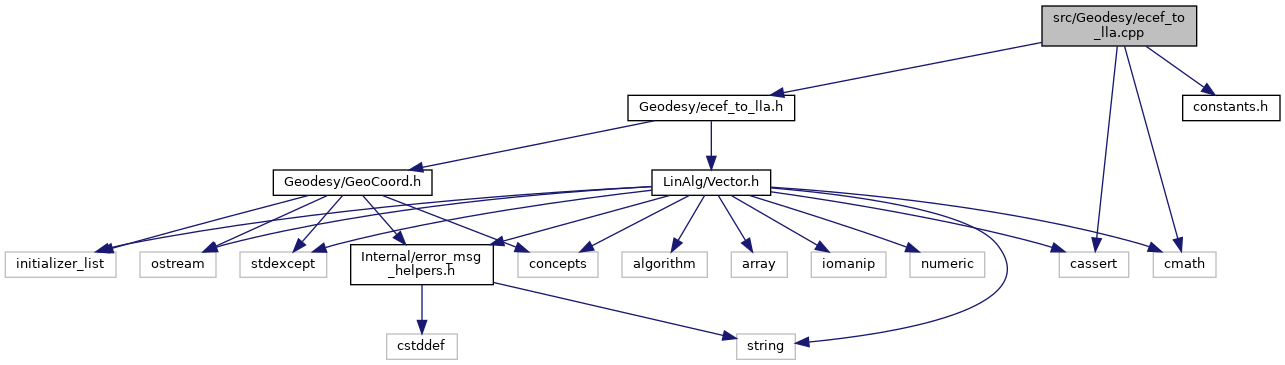 src/Geodesy/ecef_to
_lla.cpp
Geodesy/ecef_to_lla.h
constants.h
Geodesy/GeoCoord.h
LinAlg/Vector.h
initializer_list
ostream
stdexcept
Internal/error_msg
_helpers.h
concepts
algorithm
array
iomanip
numeric
cassert
cmath
cstddef
string